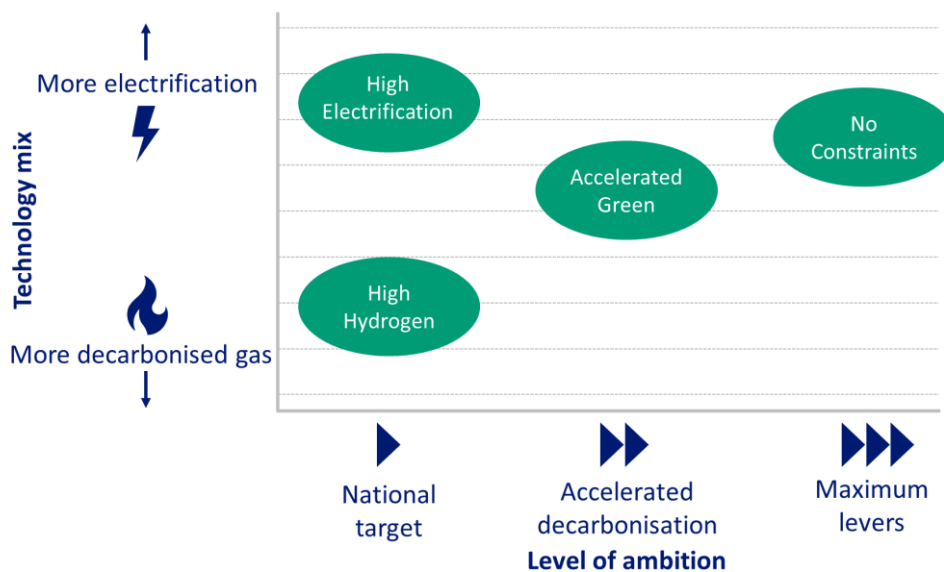 More electrification
Technology mix
More decarbonised gas
High
Electrification
No
Constraints
Accelerated
Green
High
Hydrogen
National
target
Accelerated
decarbonisation
Maximum
levers
Level of ambition